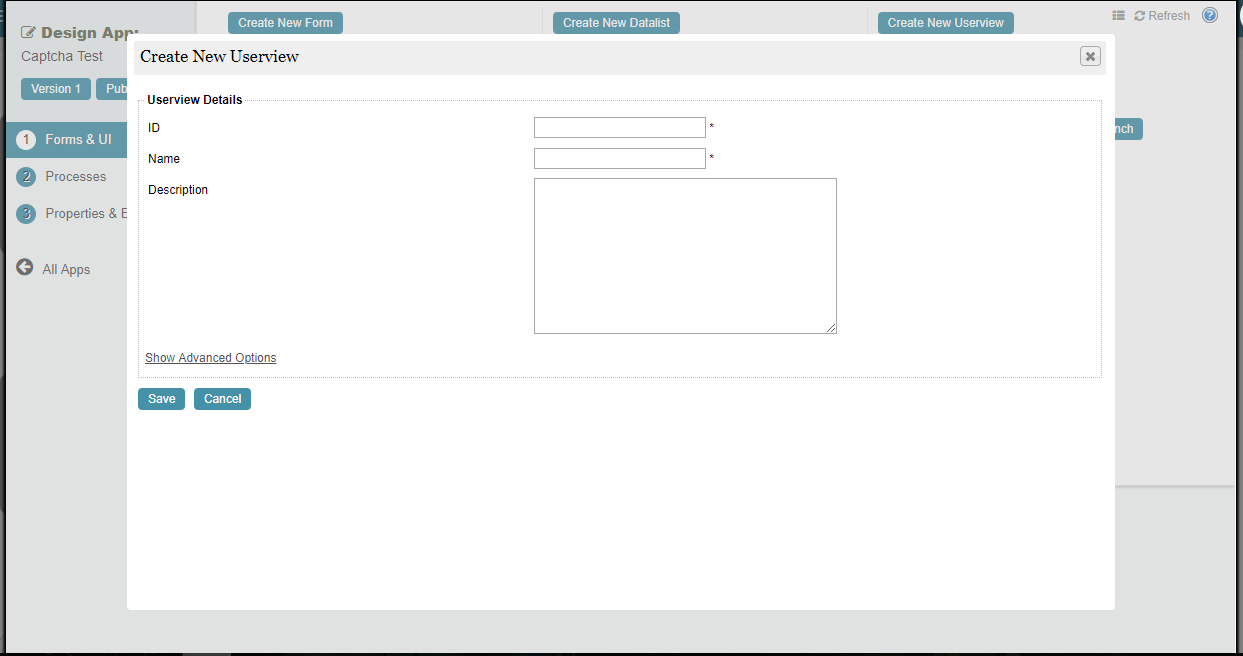 Create New Form
Create New Datalist
Create New Userview
Refresh
?
Design App:
Captcha Test
Version 1
Pub
1 Forms & UI
2 Processes
3 Properties & E
All Apps
nch
Create New Userview
Userview Details
ID *
Name *
Description
Show Advanced Options
Save
Cancel